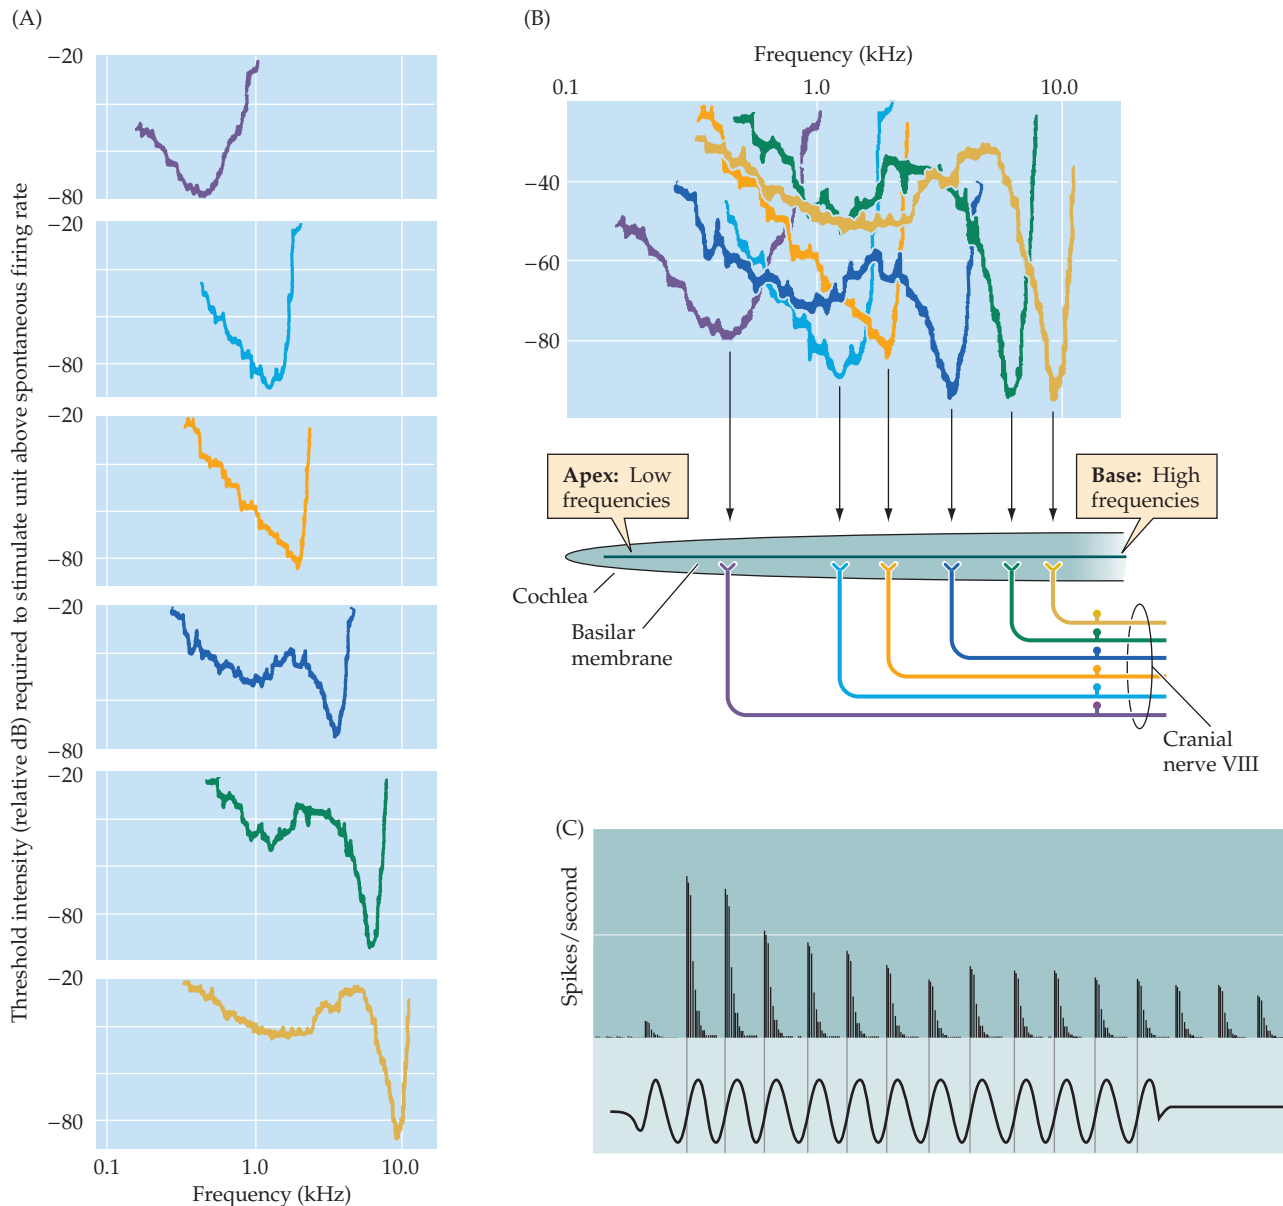 (A)
Threshold intensity (relative dB) required to stimulate unit above spontaneous firing rate
−20
−80
−20
−80
−20
−80
−20
−80
−20
−80
−20
−80
0.1 1.0 10.0
Frequency (kHz)
(B)
Frequency (kHz)
0.1 1.0 10.0
−40
−60
−80
Apex: Low
frequencies
Base: High
frequencies
Cochlea
Basilar
membrane
Cranial
nerve VIII
(C)
Spikes/second